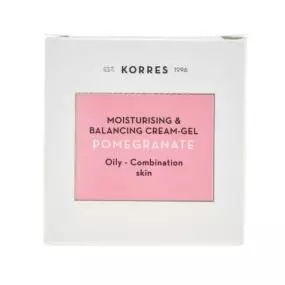 EST. KORRES 1996
MOISTURISING &
BALANCING CREAM-GEL
POMEGRANATE
Oily - Combination
skin